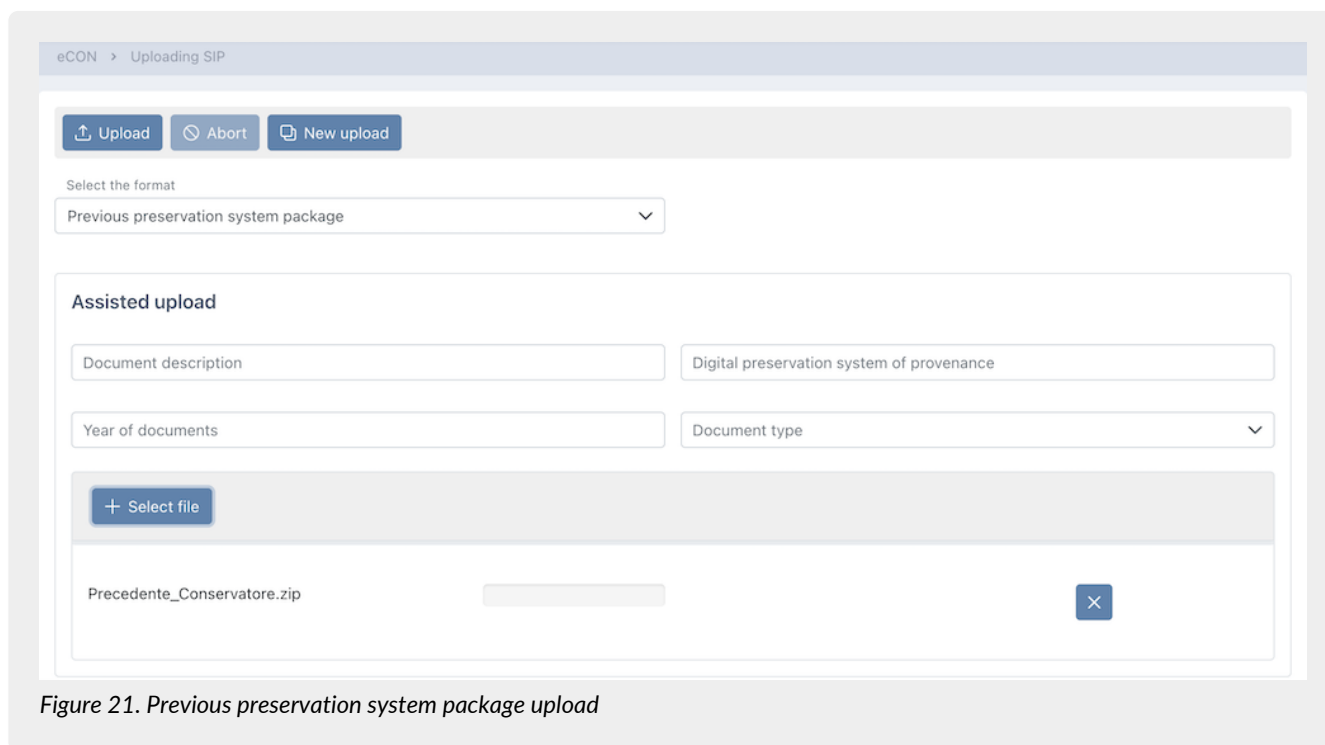 eCON > Uploading SIP
Upload Abort New upload
Select the format
Previous preservation system package
Assisted upload
Document description Digital preservation system of provenance
Year of documents Document type
+ Select file
Precedente_Conservatore.zip
Figure 21. Previous preservation system package upload